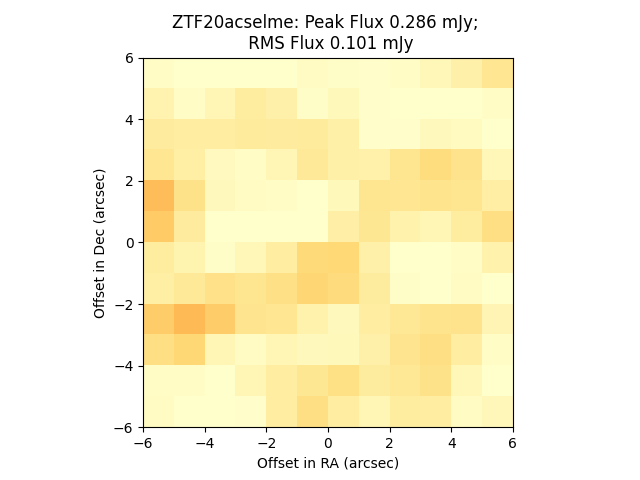 ZTF20acselme: Peak Flux 0.286 mJy;
RMS Flux 0.101 mJy
6
4
2
0
−2
−4
−6
Offset in Dec (arcsec)
−6 −4 −2 0 2 4 6
Offset in RA (arcsec)